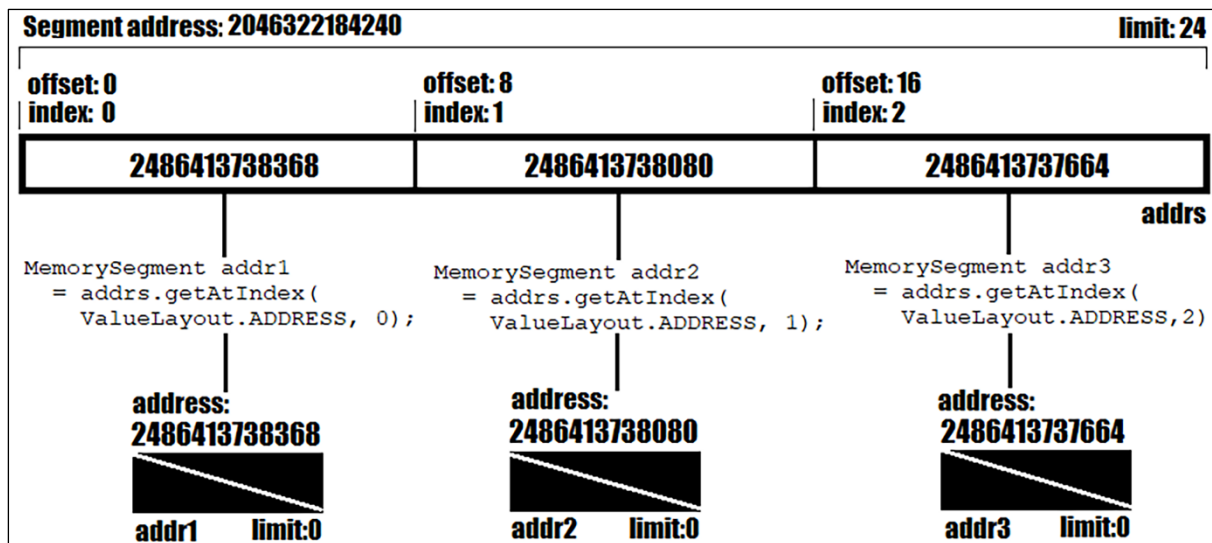 Segment address: 2046322184240 limit: 24
offset: 0 offset: 8 offset: 16
index: 0 index: 1 index: 2
2486413738368 2486413738080 2486413737664
addrs
MemorySegment addr1
= addrs.getAtIndex(
ValueLayout.ADDRESS, 0);
MemorySegment addr2
= addrs.getAtIndex(
ValueLayout.ADDRESS, 1);
MemorySegment addr3
= addrs.getAtIndex(
ValueLayout.ADDRESS,2)
address:
2486413738368
addr1 limit:0
address:
2486413738080
addr2 limit:0
address:
2486413737664
addr3 limit:0